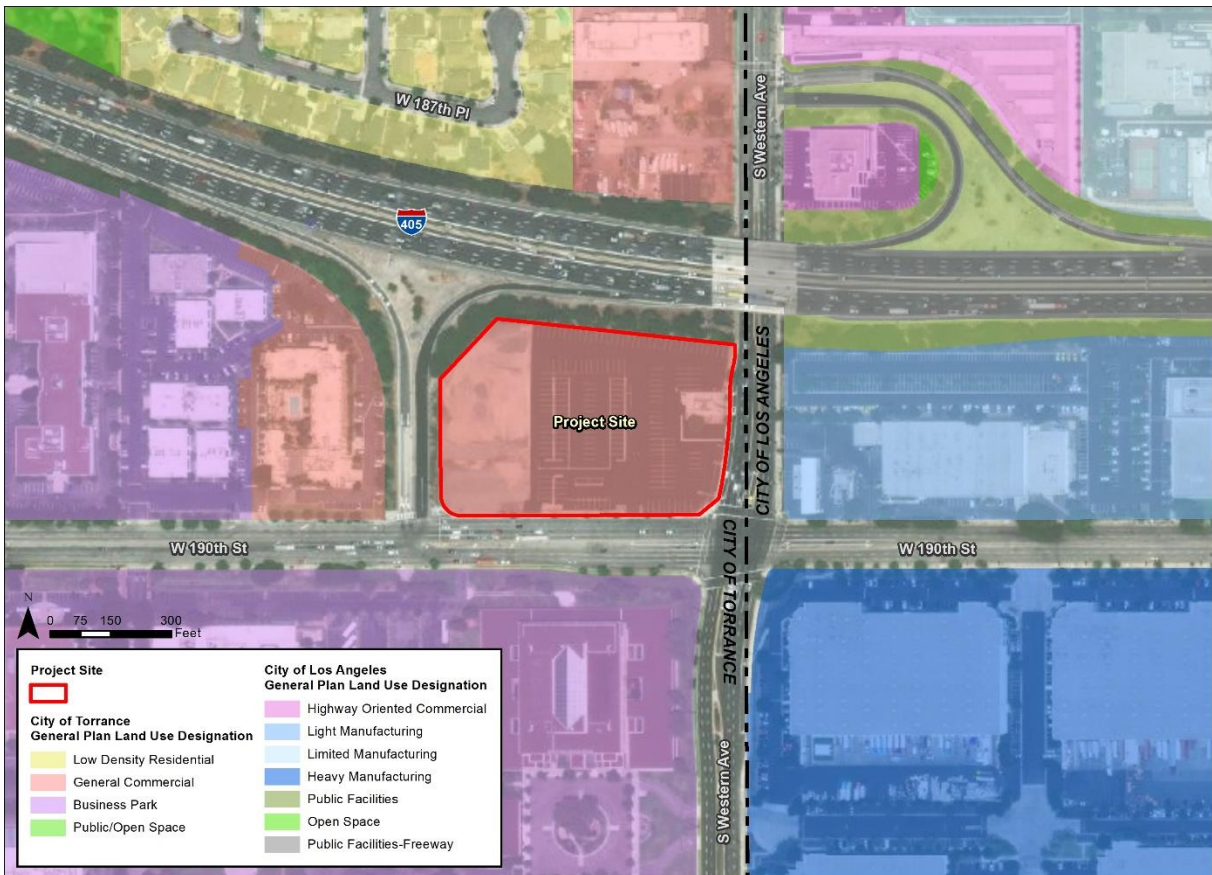 W 187th Pl
S Western Ave
405
CITY OF LOS ANGELES
Project Site
W 190th St
W 190th St
CITY OF TORRANCE
S Western Ave
N
0 75 150 300
Feet
Project Site
City of Torrance
General Plan Land Use Designation
Low Density Residential
General Commercial
Business Park
Public/Open Space
City of Los Angeles
General Plan Land Use Designation
Highway Oriented Commercial
Light Manufacturing
Limited Manufacturing
Heavy Manufacturing
Public Facilities
Open Space
Public Facilities-Freeway